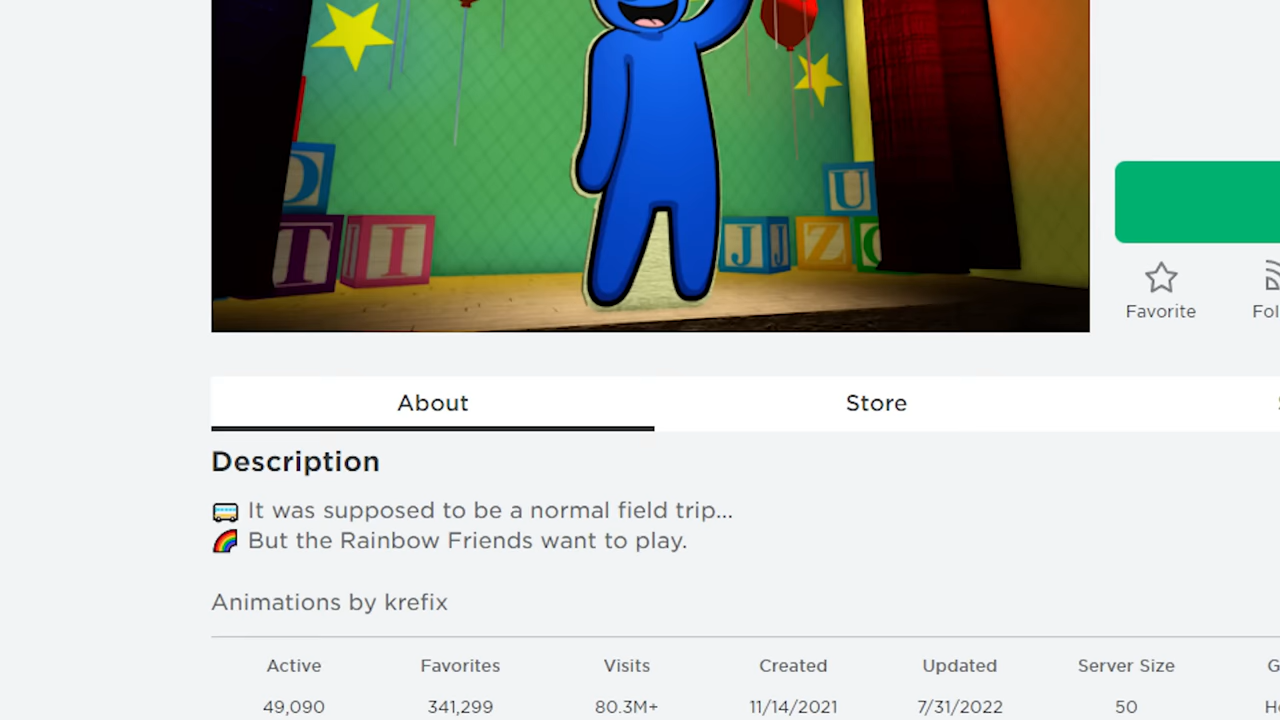 D
U
T
I
J
J
Z
Favorite
About
Store
Description
It was supposed to be a normal field trip...
But the Rainbow Friends want to play.
Animations by krefix
Active
Favorites
Visits
Created
Updated
Server Size
49,090
341,299
80.3M+
11/14/2021
7/31/2022
50